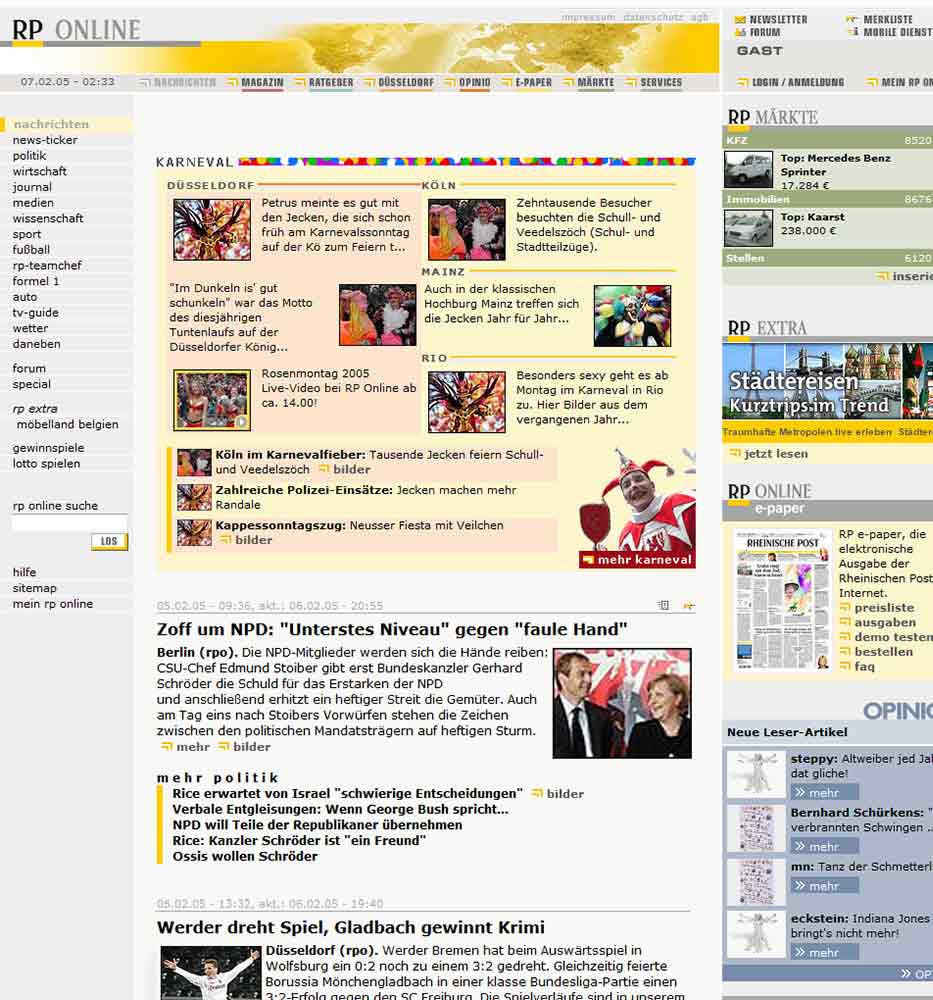 RP ONLINE
impressum datenschutz agb
NEWSLETTER
MERKLISTE
FORUM
MOBILE DIENST
GAST
07.02.05 - 02:33
NACHRICHTEN
MAGAZIN
RATGEBER
DÜSSELDORF
OPINIO
E-PAPER
MÄRKTE
SERVICES
LOGIN / ANMELDUNG
MEIN RP ON
nachrichten
news-ticker
politik
wirtschaft
journal
medien
wissenschaft
sport
fußball
rp-teamchef
formel 1
auto
tv-guide
wetter
daneben
forum
special
rp extra
möbelland belgien
gewinnspiele
lotto spielen
rp online suche
LOS
hilfe
sitemap
mein rp online
KARNEVAL
DÜSSELDORF
Petrus meinte es gut mit
den Jecken, die sich schon
früh am Karnevalssonntag
auf der Kö zum Feiern t...
"Im Dunkeln is' gut
schunkeln" war das Motto
des diesjährigen
Tuntenlaufs auf der
Düsseldorfer König...
Rosenmontag 2005
Live-Video bei RP Online ab
ca. 14.00!
KÖLN
Zehntausende Besucher
besuchten die Schull- und
Veedelszöch (Schul- und
Stadtteilzüge).
MAINZ
Auch in der klassischen
Hochburg Mainz treffen sich
die Jecken Jahr für Jahr...
RIO
Besonders sexy geht es ab
Montag im Karneval in Rio
zu. Hier Bilder aus dem
vergangenen Jahr...
Köln im Karnevalfieber: Tausende Jecken feiern Schull-
und Veedelszöch bilder
Zahlreiche Polizei-Einsätze: Jecken machen mehr
Randale
Kappessonntagszug: Neusser Fiesta mit Veilchen
bilder
mehr karneval
05.02.05 - 09:36, akt.: 06.02.05 - 20:55
Zoff um NPD: "Unterstes Niveau" gegen "faule Hand"
Berlin (rpo). Die NPD-Mitglieder werden sich die Hände reiben:
CSU-Chef Edmund Stoiber gibt erst Bundeskanzler Gerhard
Schröder die Schuld für das Erstarken der NPD
und anschließend erhitzt ein heftiger Streit die Gemüter. Auch
am Tag eins nach Stoibers Vorwürfen stehen die Zeichen
zwischen den politischen Mandatsträgern auf heftigen Sturm.
mehr bilder
mehr politik
Rice erwartet von Israel "schwierige Entscheidungen" bilder
Verbale Entgleisungen: Wenn George Bush spricht...
NPD will Teile der Republikaner übernehmen
Rice: Kanzler Schröder ist "ein Freund"
Ossis wollen Schröder
05.02.05 - 13:32, akt.: 06.02.05 - 19:40
Werder dreht Spiel, Gladbach gewinnt Krimi
Düsseldorf (rpo). Werder Bremen hat beim Auswärtsspiel in
Wolfsburg ein 0:2 noch zu einem 3:2 gedreht. Gleichzeitig feierte
Borussia Mönchengladbach in einer klasse Bundesliga-Partie einen
3:2-Erfolg gegen den SC Freiburg. Die Spielverläufe sind in unserem
RP MÄRKTE
KFZ 8520
Top: Mercedes Benz
Sprinter
17.284 €
Immobilien 8676
Top: Kaarst
238.000 €
Stellen 6120
inserie
RP EXTRA
Städtereisen
Kurztrips im Trend
Traumhafte Metropolen live erleben Städter
jetzt lesen
RP ONLINE
e-paper
RHEINISCHE POST
RP e-paper, die
elektronische
Ausgabe der
Rheinischen Post
Internet.
preisliste
ausgaben
demo testen
bestellen
faq
OPINIO
Neue Leser-Artikel
steppy: Altweiber jed Jal
dat gliche!
mehr
Bernhard Schürkens: "
verbrannten Schwingen ..
mehr
mn: Tanz der Schmetterli
mehr
eckstein: Indiana Jones
bringt's nicht mehr!
mehr
OP